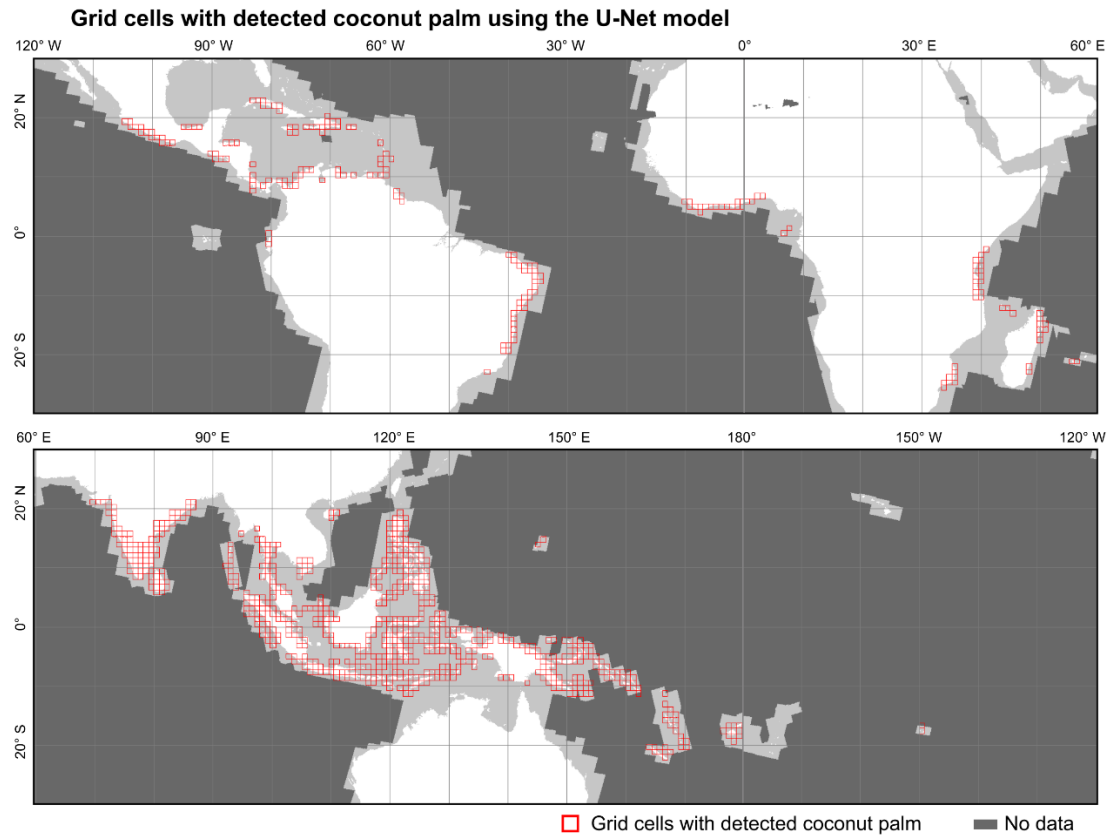 Grid cells with detected coconut palm using the U-Net model
120° W 90° W 60° W 30° W 0° 30° E 60° E
20° N
0°
20° S
60° E 90° E 120° E 150° E 180° 150° W 120° W
20° N
0°
20° S
Grid cells with detected coconut palm No data